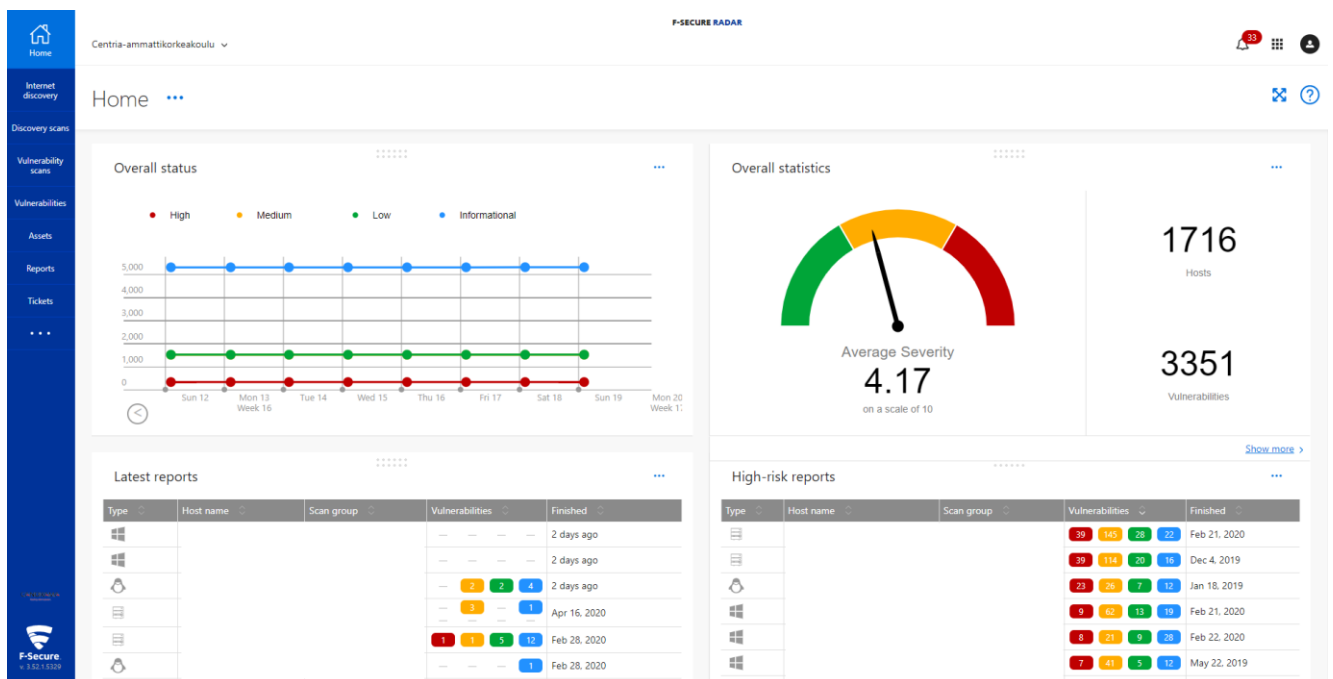 F-SECURE RADAR
Home
Centria-ammattikorkeakoulu
33
Internet
discovery
Discovery scans
Vulnerability
scans
Vulnerabilities
Assets
Reports
Tickets
Home
Overall status
High Medium Low Informational
5,000
4,000
3,000
2,000
1,000
0
Sun 12 Mon 13 Tue 14 Wed 15 Thu 16 Fri 17 Sat 18 Sun 19 Mon 20
Week 16
Overall statistics
Average Severity
4.17
on a scale of 10
1716
Hosts
3351
Vulnerabilities
Show more
Latest reports
Type Host name Scan group Vulnerabilities Finished
— — — — 2 days ago
— — — — 2 days ago
— 2 2 4 2 days ago
— 3 — 1 Apr 16, 2020
1 1 5 12 Feb 28, 2020
— — — 1 Feb 28, 2020
High-risk reports
Type Host name Scan group Vulnerabilities Finished
39 145 28 22 Feb 21, 2020
39 114 20 16 Dec 4, 2019
23 26 7 12 Jan 18, 2019
9 62 13 19 Feb 21, 2020
8 21 9 28 Feb 22, 2020
7 41 5 12 May 22, 2019
F-Secure.
v. 3.52.1.5329